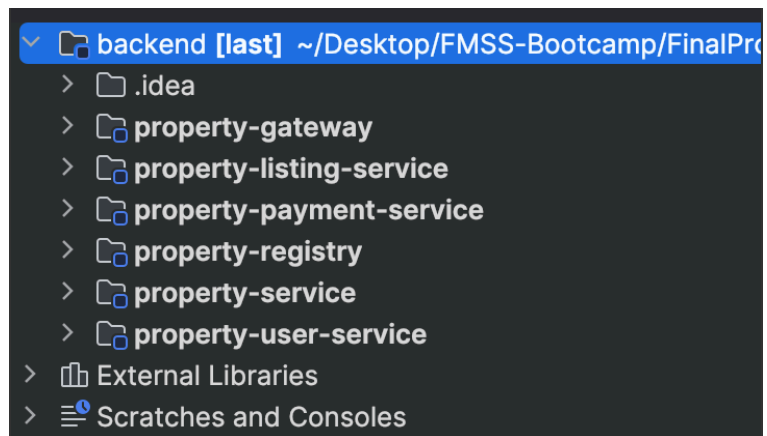 backend [last] ~/Desktop/FMSS-Bootcamp/FinalPro
.idea
property-gateway
property-listing-service
property-payment-service
property-registry
property-service
property-user-service
External Libraries
Scratches and Consoles